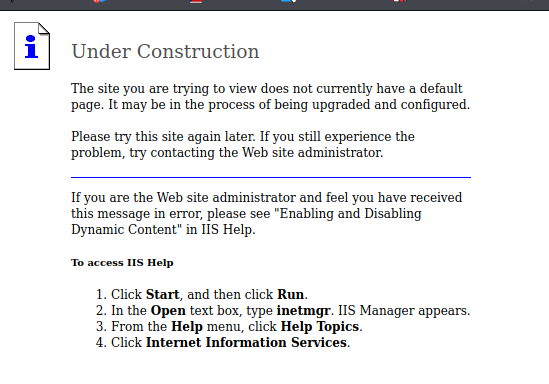 Under Construction
The site you are trying to view does not currently have a default
page. It may be in the process of being upgraded and configured.
Please try this site again later. If you still experience the
problem, try contacting the Web site administrator.
If you are the Web site administrator and feel you have received
this message in error, please see "Enabling and Disabling
Dynamic Content" in IIS Help.
To access IIS Help
1. Click Start, and then click Run.
2. In the Open text box, type inetmgr. IIS Manager appears.
3. From the Help menu, click Help Topics.
4. Click Internet Information Services.